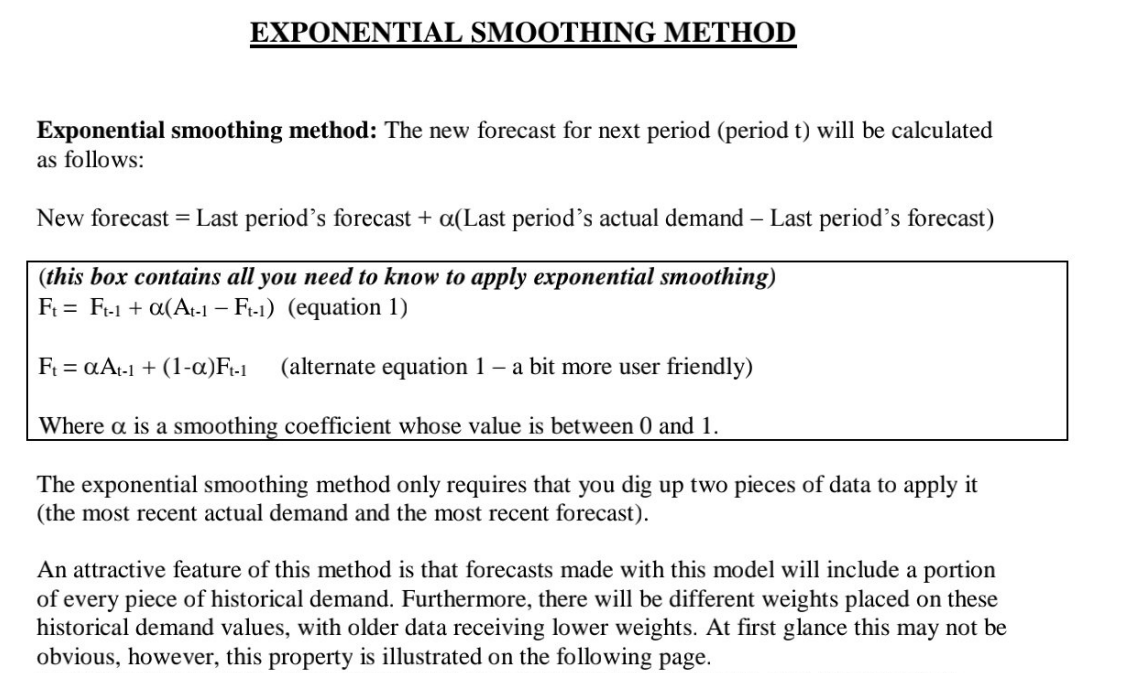 EXPONENTIAL SMOOTHING METHOD
Exponential smoothing method: The new forecast for next period (period t) will be calculated
as follows:
New forecast = Last period’s forecast + α(Last period’s actual demand – Last period’s forecast)
(this box contains all you need to know to apply exponential smoothing)
Ft = Ft-1 + α(At-1 – Ft-1) (equation 1)
Ft = αAt-1 + (1-α)Ft-1 (alternate equation 1 – a bit more user friendly)
Where α is a smoothing coefficient whose value is between 0 and 1.
The exponential smoothing method only requires that you dig up two pieces of data to apply it
(the most recent actual demand and the most recent forecast).
An attractive feature of this method is that forecasts made with this model will include a portion
of every piece of historical demand. Furthermore, there will be different weights placed on these
historical demand values, with older data receiving lower weights. At first glance this may not be
obvious, however, this property is illustrated on the following page.